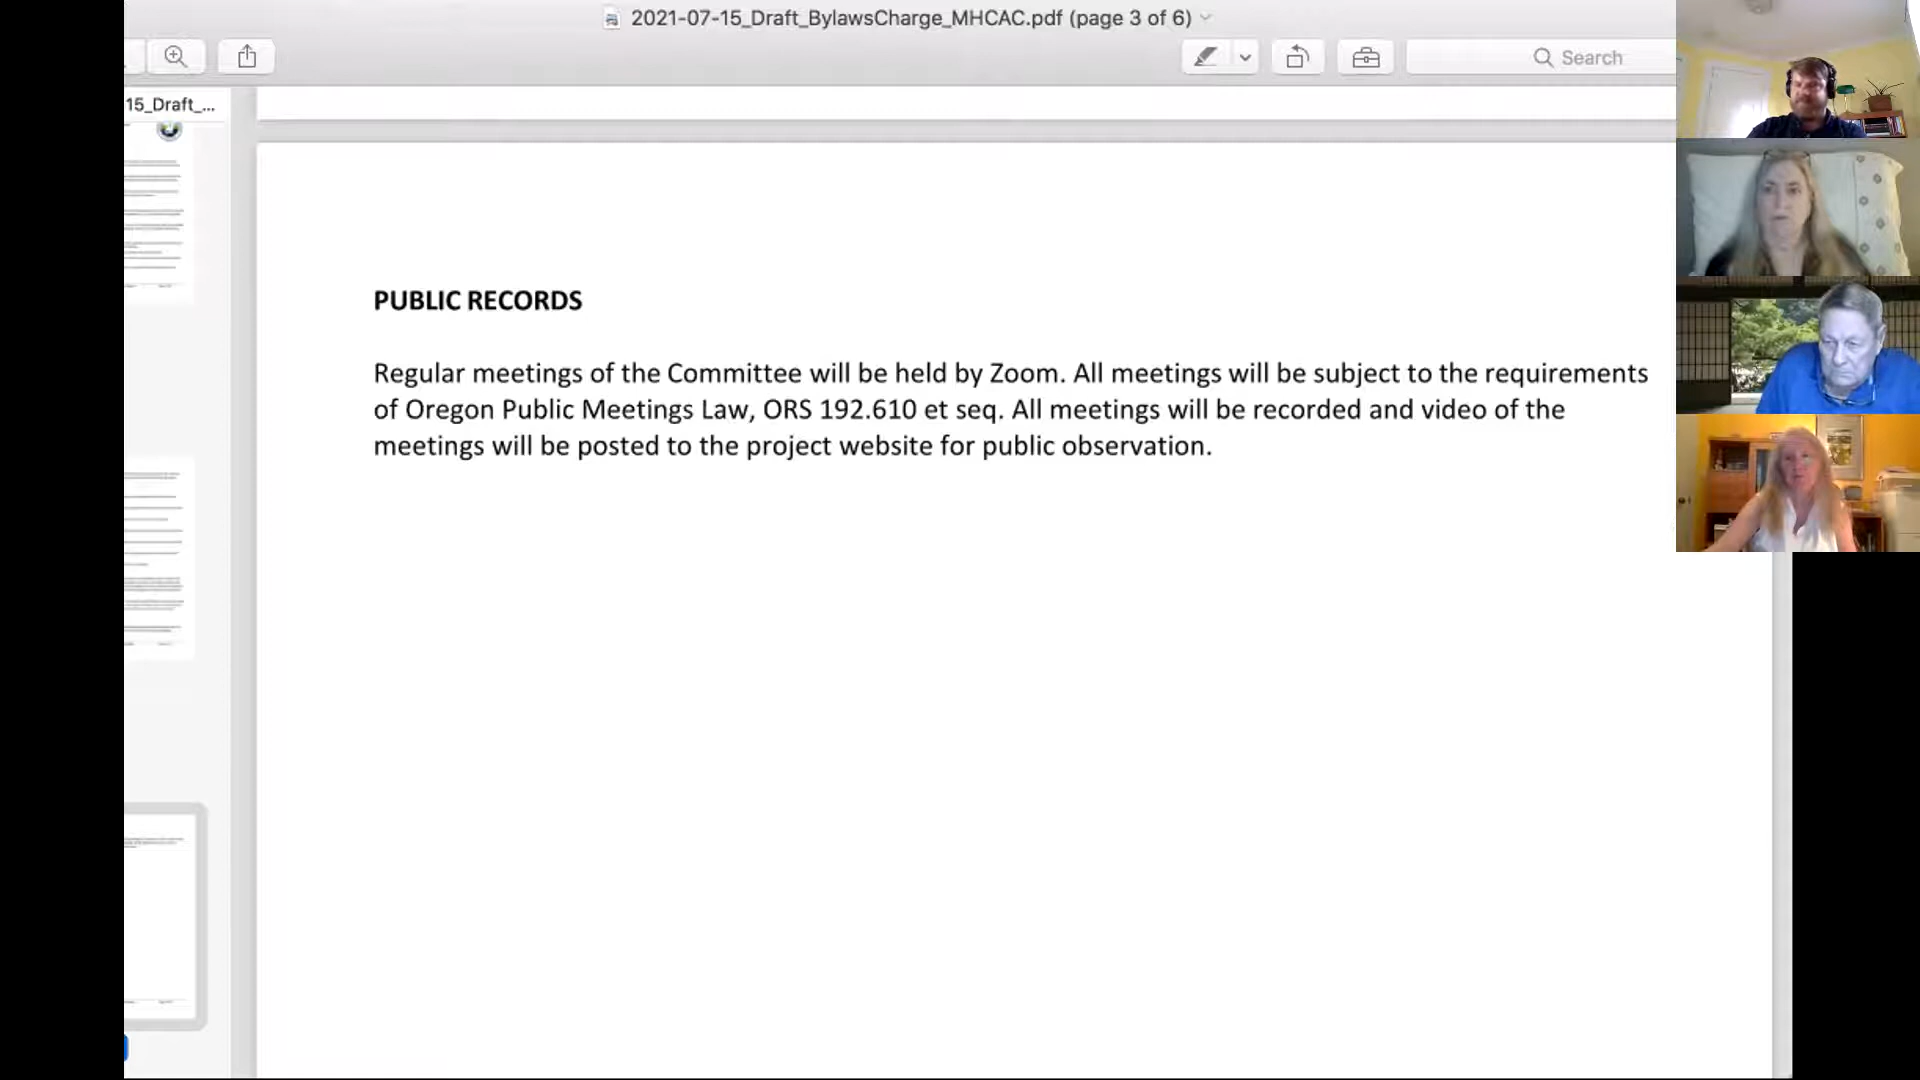 2021-07-15_Draft_BylawsCharge_MHCAC.pdf (page 3 of 6)
Search
15_Draft_...
PUBLIC RECORDS
Regular meetings of the Committee will be held by Zoom. All meetings will be subject to the requirements
of Oregon Public Meetings Law, ORS 192.610 et seq. All meetings will be recorded and video of the
meetings will be posted to the project website for public observation.